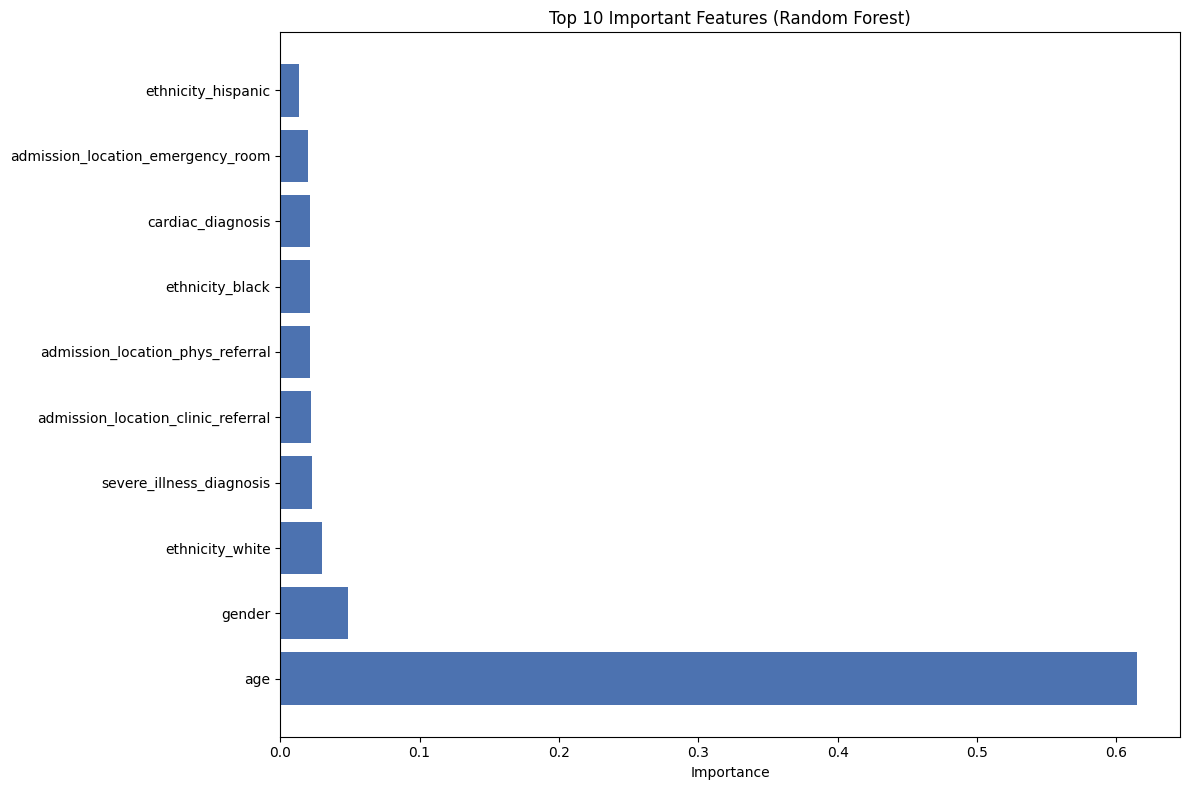 Top 10 Important Features (Random Forest)
ethnicity_hispanic
admission_location_emergency_room
cardiac_diagnosis
ethnicity_black
admission_location_phys_referral
admission_location_clinic_referral
severe_illness_diagnosis
ethnicity_white
gender
age
0.0 0.1 0.2 0.3 0.4 0.5 0.6
Importance